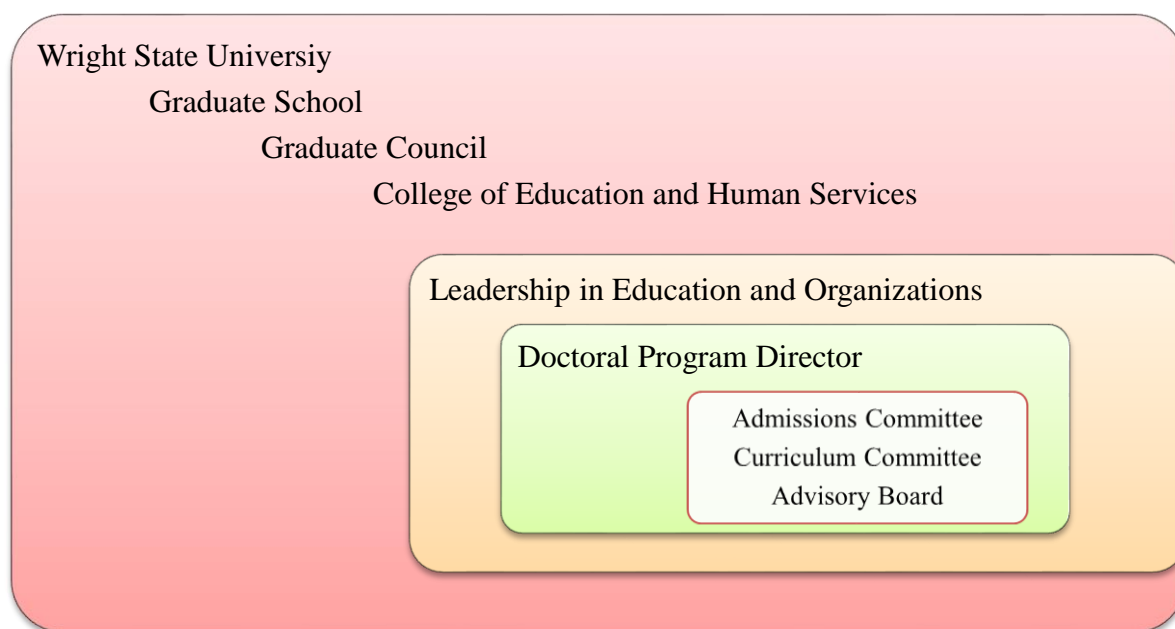 Wright State Universiy
Graduate School
Graduate Council
College of Education and Human Services
Leadership in Education and Organizations
Doctoral Program Director
Admissions Committee
Curriculum Committee
Advisory Board